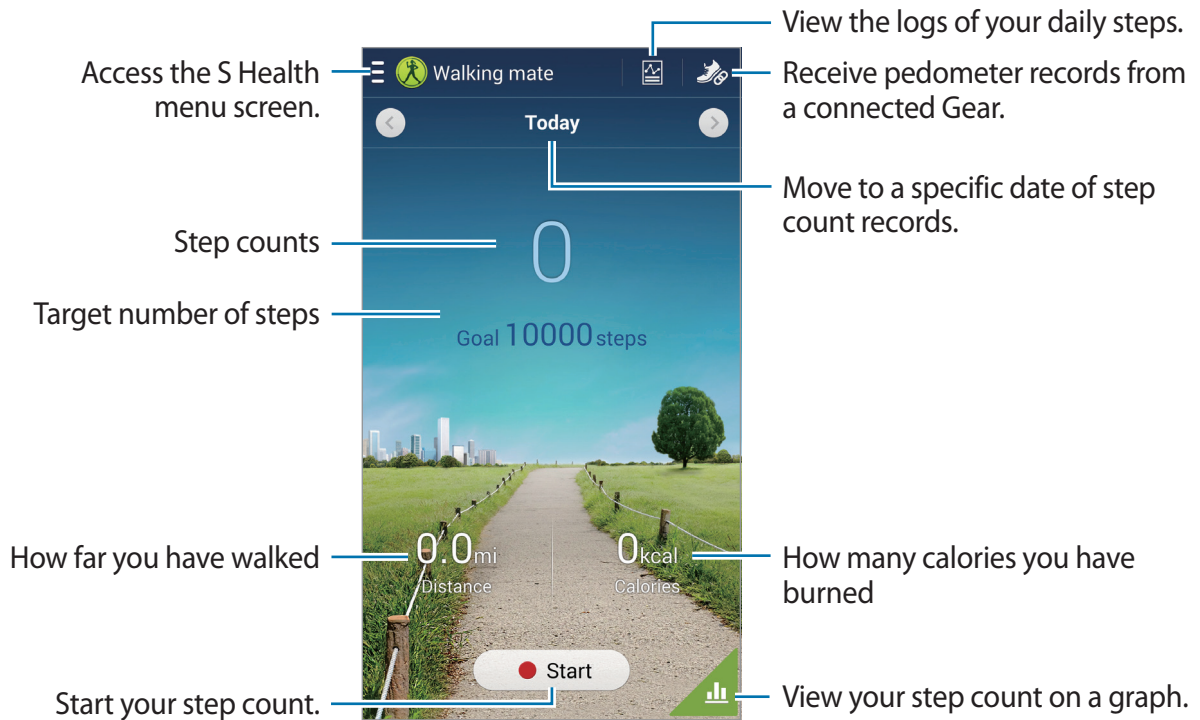 View the logs of your daily steps.
Access the S Health
menu screen.
Walking mate
Receive pedometer records from
a connected Gear.
Today
Move to a specific date of step
count records.
Step counts
0
Target number of steps
Goal 10000 steps
How far you have walked
0.0mi
Distance
0kcal
Calories
How many calories you have
burned
Start your step count.
Start
View your step count on a graph.